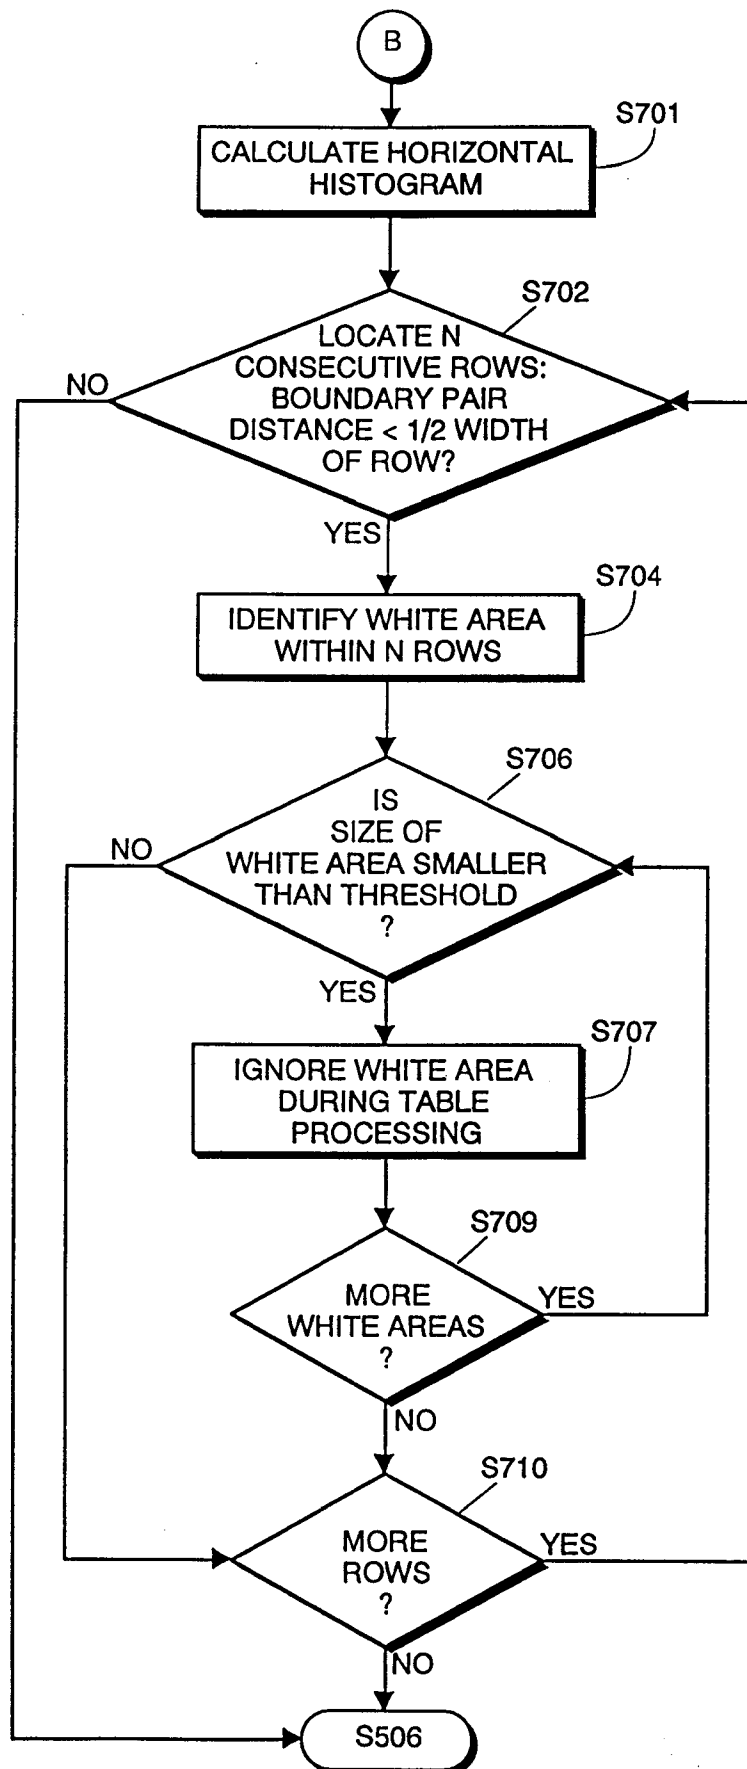 B
S701
CALCULATE HORIZONTAL
HISTOGRAM
S702
LOCATE N
CONSECUTIVE ROWS:
BOUNDARY PAIR
DISTANCE < 1/2 WIDTH
OF ROW?
NO
YES
S704
IDENTIFY WHITE AREA
WITHIN N ROWS
S706
IS
SIZE OF
WHITE AREA SMALLER
THAN THRESHOLD
?
NO
YES
S707
IGNORE WHITE AREA
DURING TABLE
PROCESSING
S709
MORE
WHITE AREAS
?
YES
NO
S710
MORE
ROWS
?
YES
NO
S506